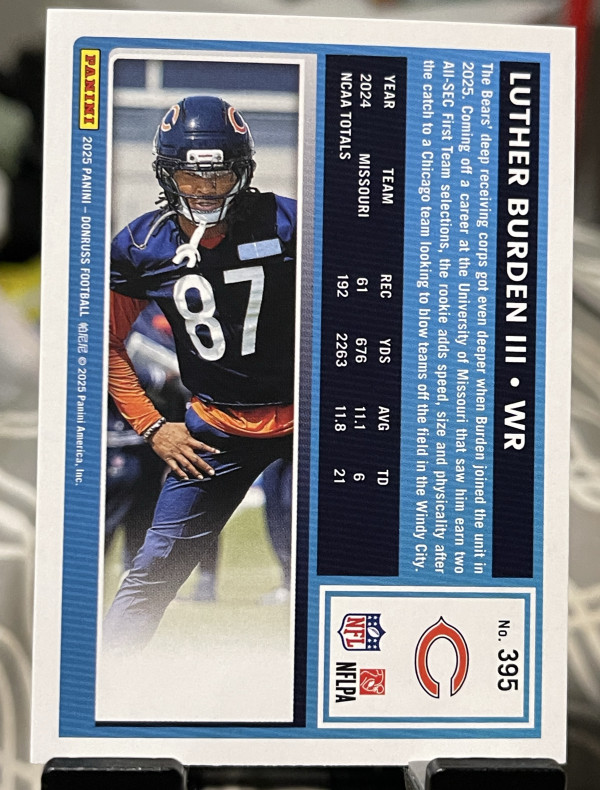 LUTHER BURDEN III • WR
The Bears' deep receiving corps got even deeper when Burden joined the unit in
2025. Coming off a career at the University of Missouri that saw him earn two
All-SEC First Team selections, the rookie adds speed, size and physicality after
the catch to a Chicago team looking to blow teams off the field in the Windy City.
YEAR TEAM REC YDS AVG TD
2024 MISSOURI 61 676 11.1 6
NCAA TOTALS 192 2263 11.8 21
No. 395
C
NFL
NFLPA
C
87
PANINI
2025 PANINI – DONRUSS FOOTBALL 帕尼尼 © 2025 Panini America, Inc.